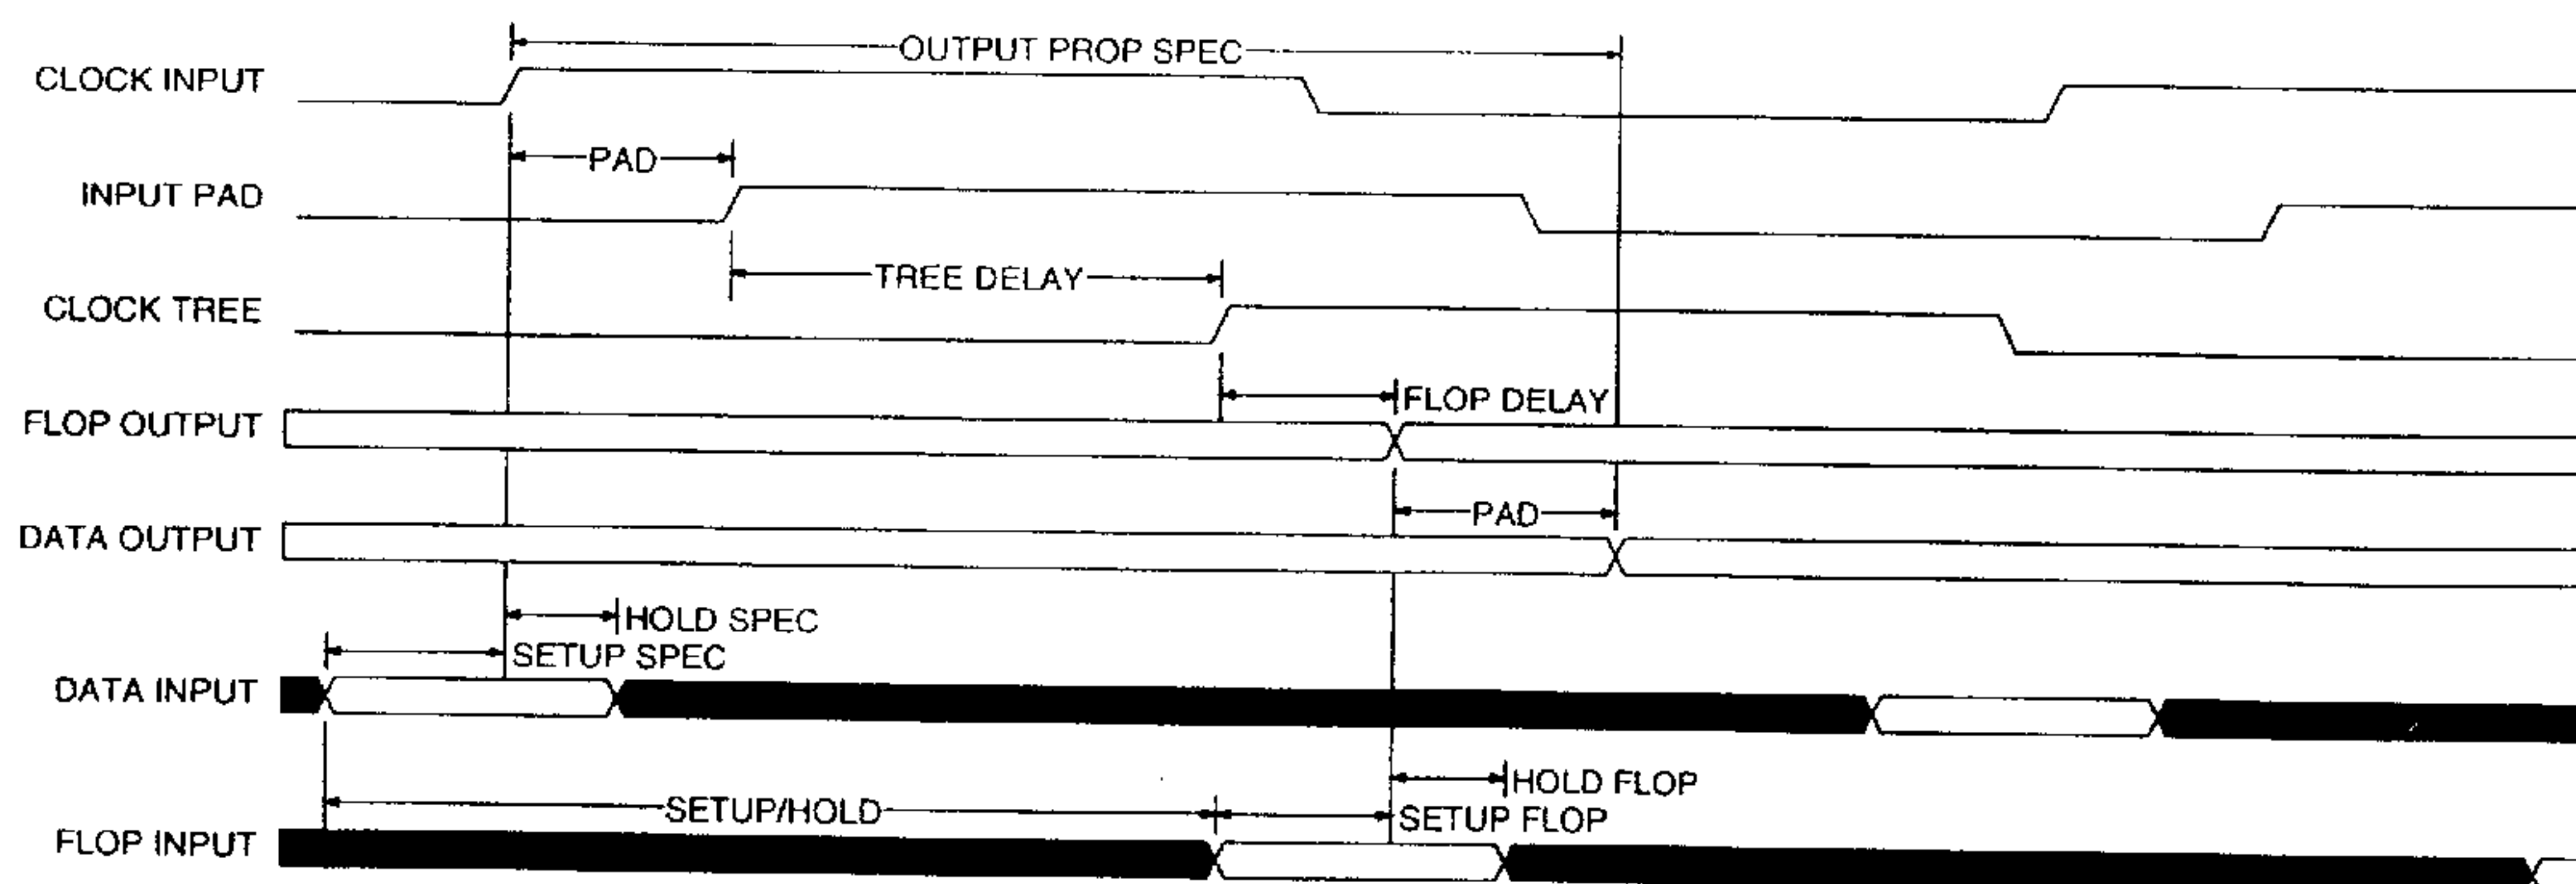 OUTPUT PROP SPEC
CLOCK INPUT
PAD
INPUT PAD
TREE DELAY
CLOCK TREE
FLOP DELAY
FLOP OUTPUT
PAD
DATA OUTPUT
HOLD SPEC
SETUP SPEC
DATA INPUT
HOLD FLOP
SETUP/HOLD
SETUP FLOP
FLOP INPUT